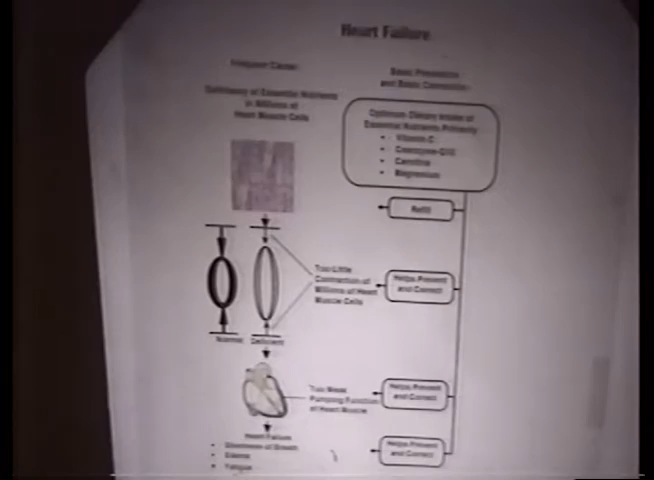 Heart Failure
Frequent Cause:
Deficiency of Essential Nutrients
in Millions of
Heart Muscle Cells
Basic Prevention
and Basic Correction:
Optimum Dietary Intake of
Essential Nutrients Primarily
• Vitamin C
• Coenzyme Q10
• Carnitine
• Magnesium
Refill
Too Little
Contraction of
Millions of Heart
Muscle Cells
Helps Prevent
and Correct
Normal
Deficient
Too Weak
Pumping Function
of Heart Muscle
Helps Prevent
and Correct
Heart Failure
• Shortness of Breath
• Edema
• Fatigue
Helps Prevent
and Correct